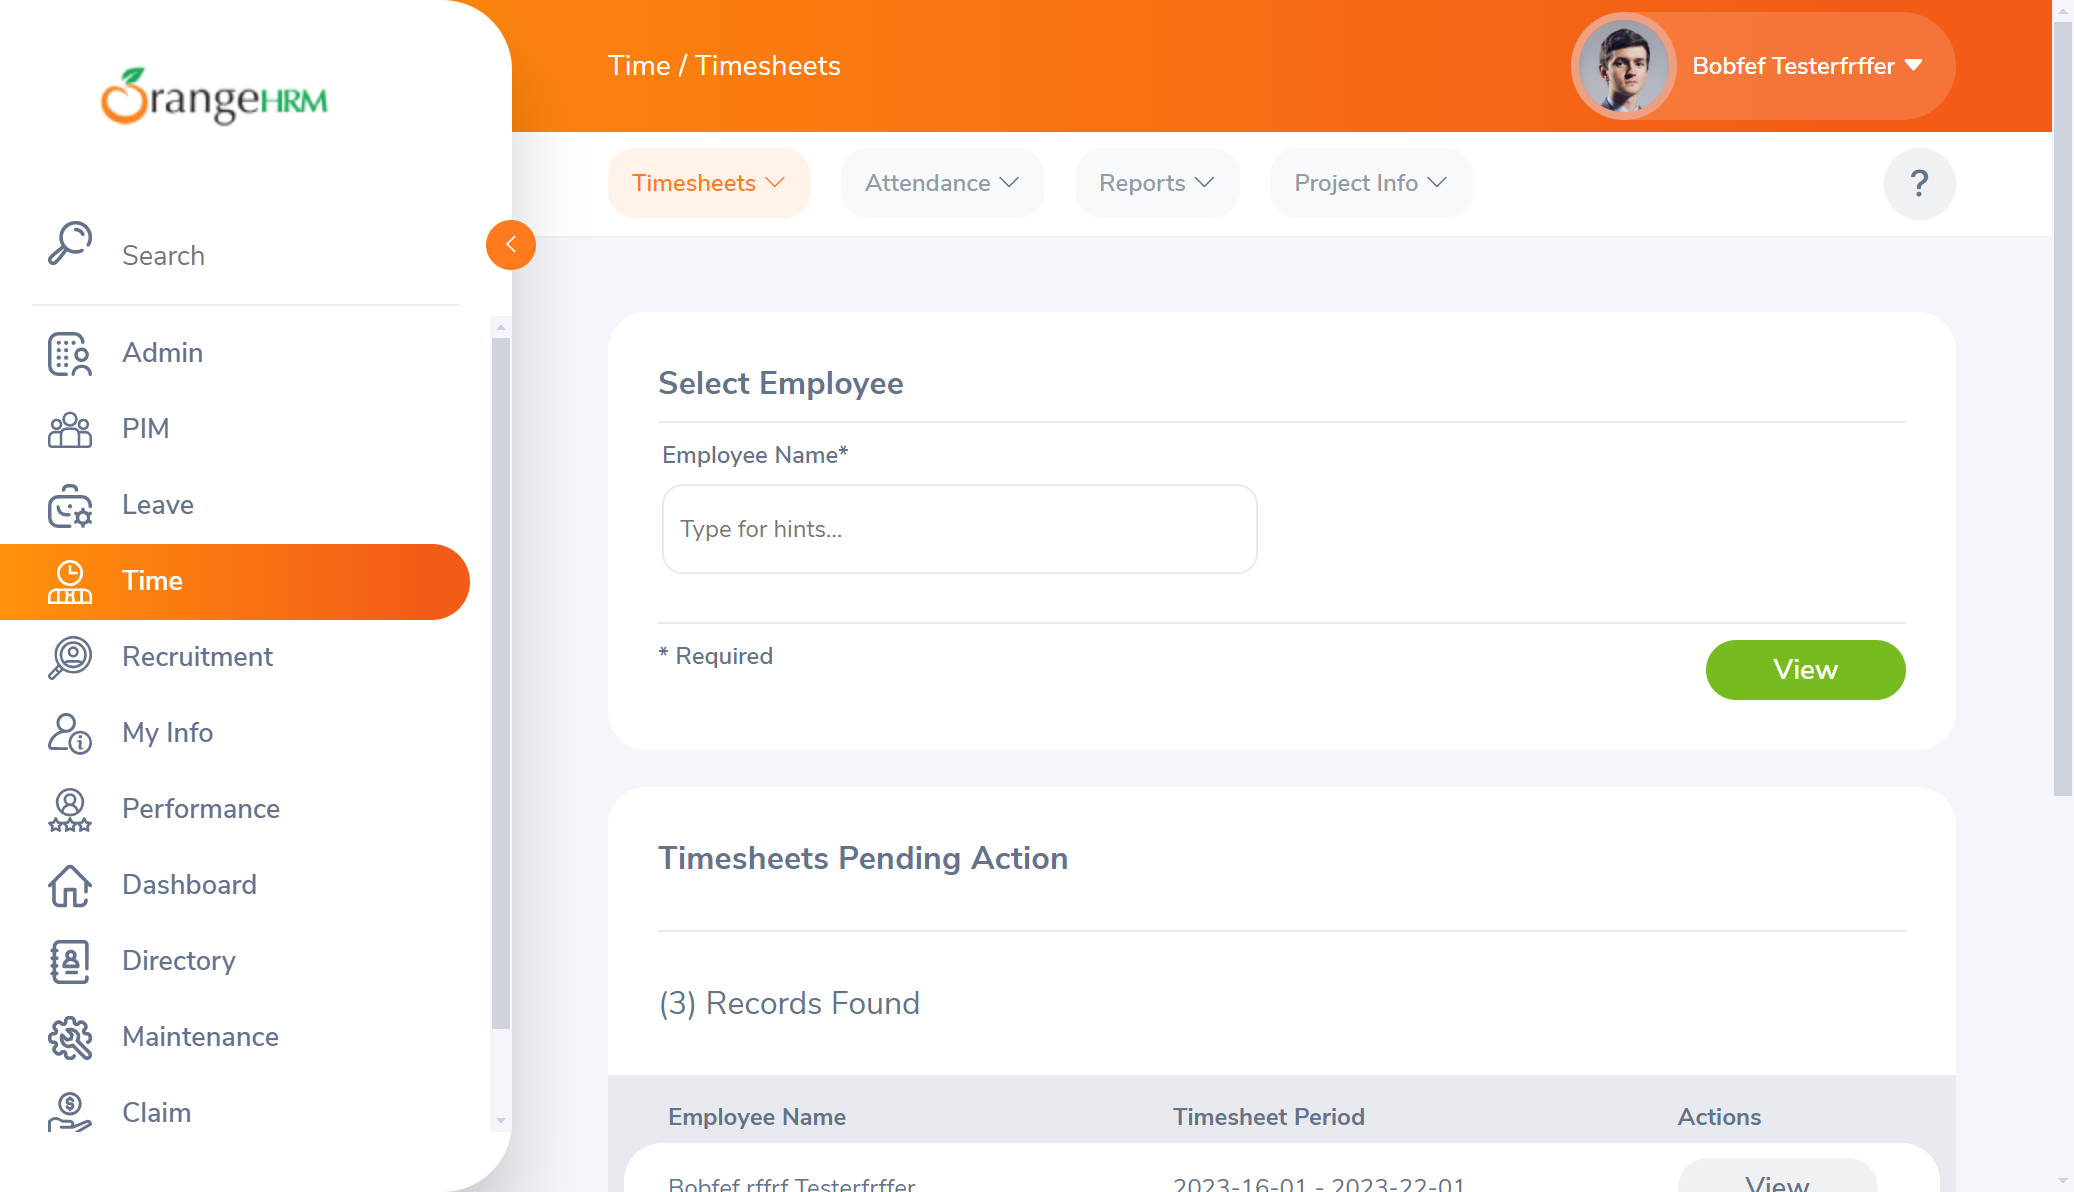 OrangeHRM
Time / Timesheets
Bobfef Testerfrffer
Timesheets
Attendance
Reports
Project Info
?
Search
Admin
PIM
Leave
Time
Recruitment
My Info
Performance
Dashboard
Directory
Maintenance
Claim
Select Employee
Employee Name*
Type for hints...
* Required
View
Timesheets Pending Action
(3) Records Found
Employee Name
Timesheet Period
Actions
Bobfef rffrf Testerfrffer
2023-16-01 - 2023-22-01
View